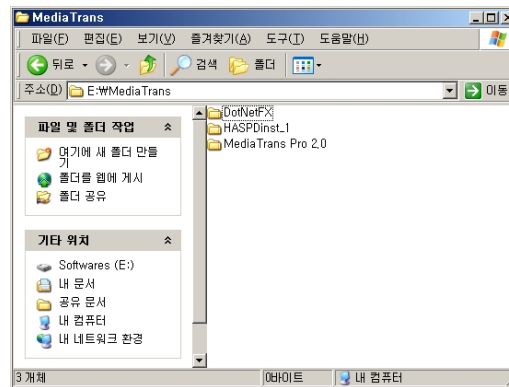 MediaTrans
파일(F) 편집(E) 보기(V) 즐겨찾기(A) 도구(T) 도움말(H)
뒤로 검색 폴더
주소(D) E:\MediaTrans 이동
파일 및 폴더 작업
여기에 새 폴더 만들
기
폴더를 웹에 게시
폴더 공유
기타 위치
Softwares (E:)
내 문서
공유 문서
내 컴퓨터
내 네트워크 환경
DotNetFX
HASPDinst_1
MediaTrans Pro 2,0
3 개체 0바이트 내 컴퓨터